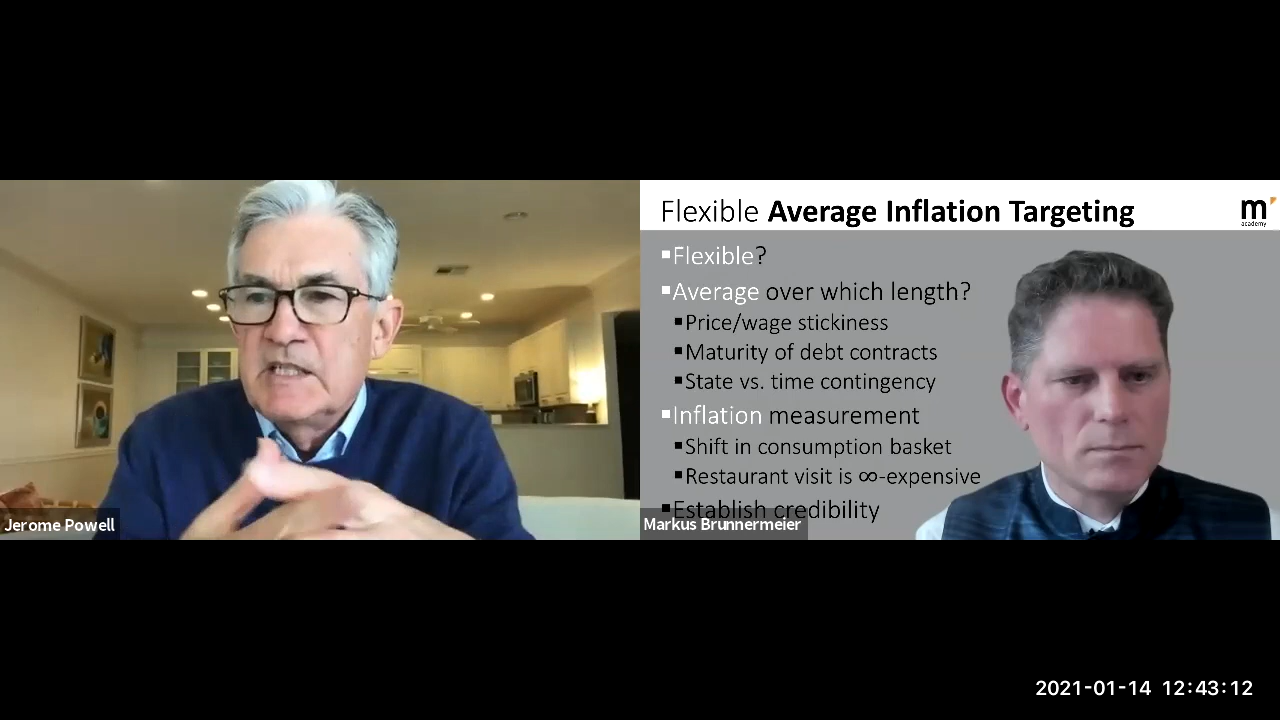 Flexible Average Inflation Targeting
m'
academy
▪Flexible?
▪Average over which length?
▪Price/wage stickiness
▪Maturity of debt contracts
▪State vs. time contingency
▪Inflation measurement
▪Shift in consumption basket
▪Restaurant visit is ∞-expensive
▪Establish credibility
Jerome Powell
Markus Brunnermeier
2021-01-14 12:43:12